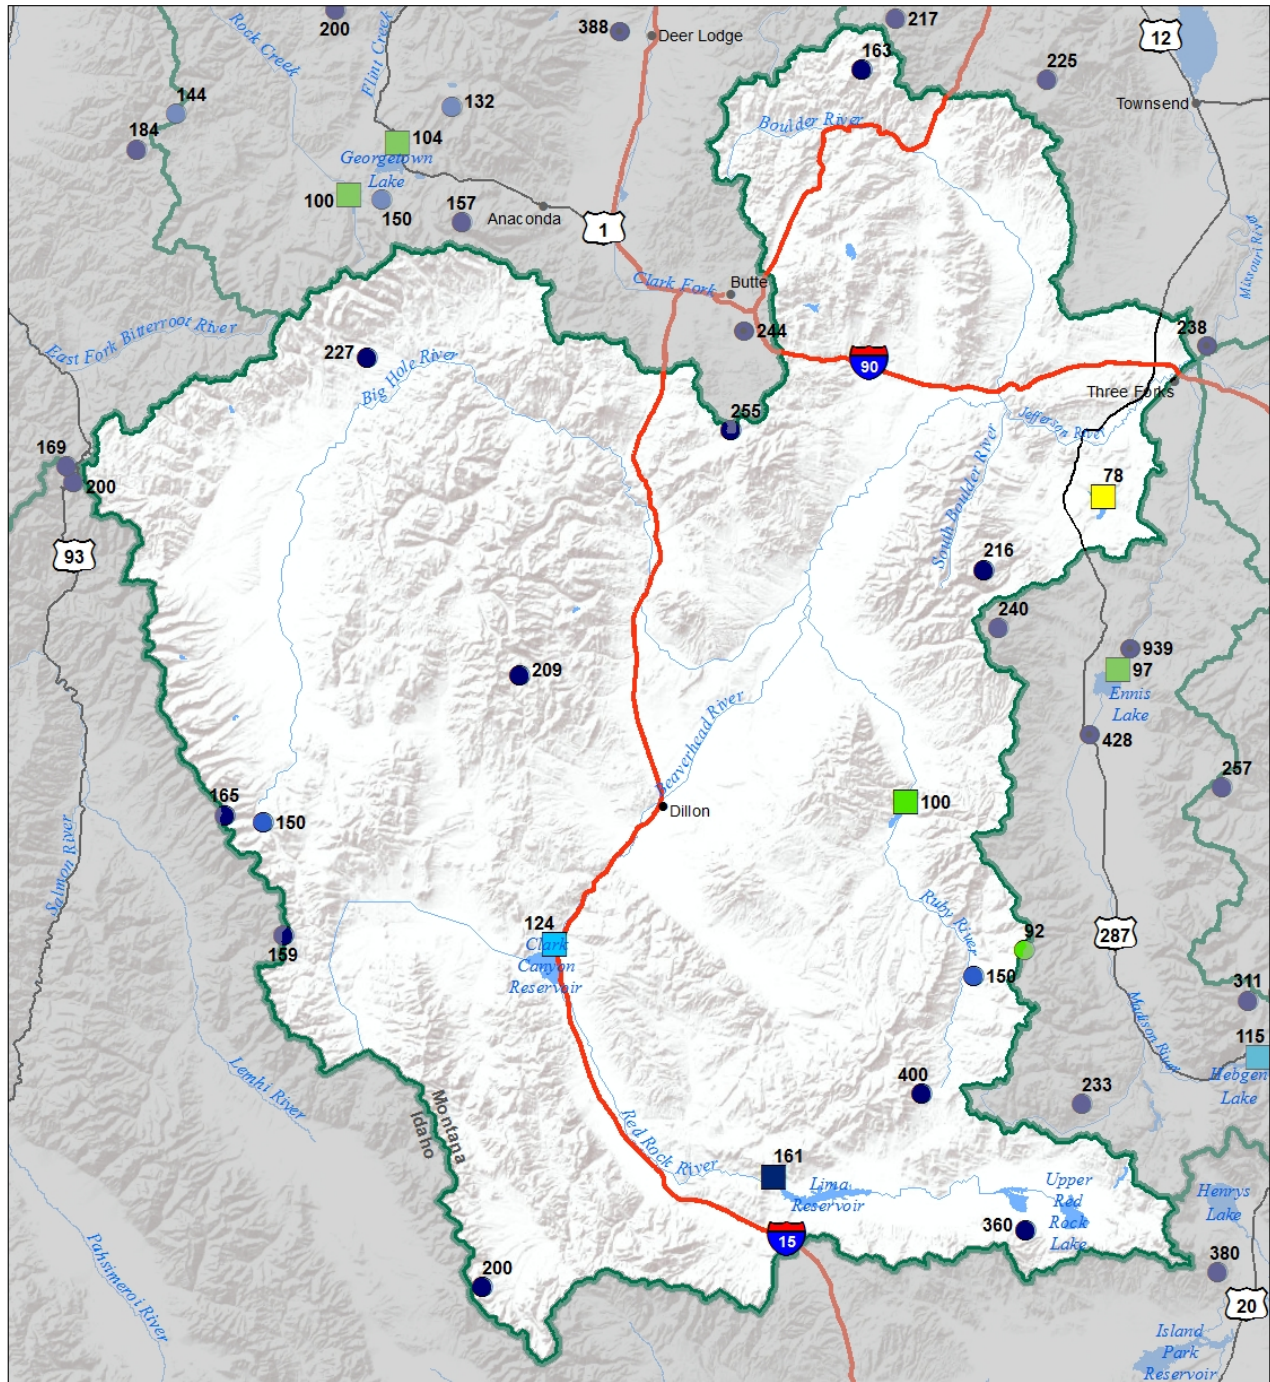 200
Rock Creek
Flint Creek
388
Deer Lodge
217
12
163
225
144
132
Townsend
184
104
Boulder River
Georgetown
Lake
100
150
157
Anaconda
1
Missouri River
Clark Fork
Butte
244
238
East Fork Bitterroot River
227
Big Hole River
90
Three Forks
255
Jefferson River
169
200
78
South Boulder River
93
216
240
939
97
Ennis
Lake
209
Beaverhead River
428
257
165
150
Dillon
100
Salmon River
Ruby River
124
Clark
Canyon
Reservoir
159
92
287
150
311
Madison River
115
Hebgen
Lake
Lemhi River
400
233
Montana
Idaho
Red Rock River
161
Lima
Reservoir
Upper
Red
Rock
Lake
Henrys
Lake
360
15
Pahsimeroi River
200
380
20
Island
Park
Reservoir